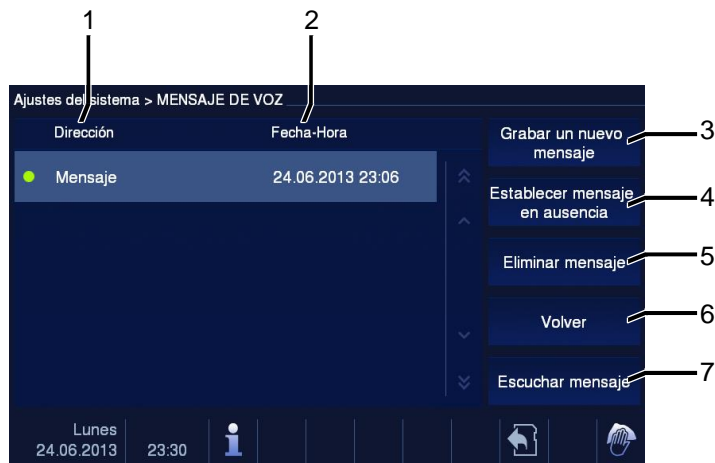 1 2
Ajustes del sistema > MENSAJE DE VOZ
Dirección Fecha-Hora
Mensaje 24.06.2013 23:06
Grabar un nuevo
mensaje
3
Establecer mensaje
en ausencia
4
Eliminar mensaje
5
Volver
6
Escuchar mensaje
7
Lunes
24.06.2013 23:30